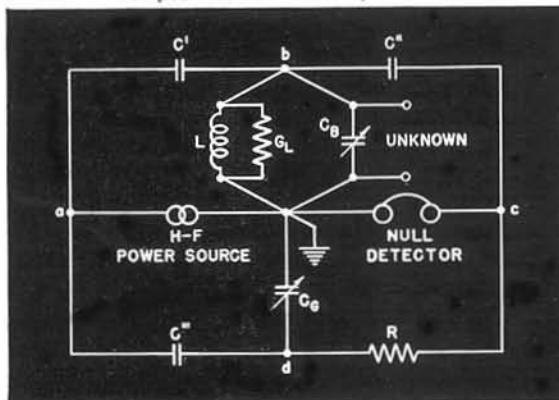 C' b C"
L G_L C_B UNKNOWN
a c
H-F NULL
POWER SOURCE DETECTOR
C_G
C''' R
d